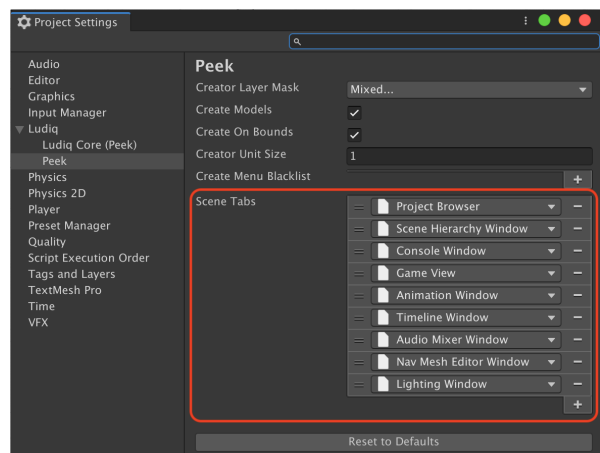 Project Settings
Audio
Editor
Graphics
Input Manager
Ludiq
Ludiq Core (Peek)
Peek
Physics
Physics 2D
Player
Preset Manager
Quality
Script Execution Order
Tags and Layers
TextMesh Pro
Time
VFX
Peek
Creator Layer Mask Mixed...
Create Models
Create On Bounds
Creator Unit Size 1
Create Menu Blacklist
Scene Tabs
Project Browser
Scene Hierarchy Window
Console Window
Game View
Animation Window
Timeline Window
Audio Mixer Window
Nav Mesh Editor Window
Lighting Window
Reset to Defaults